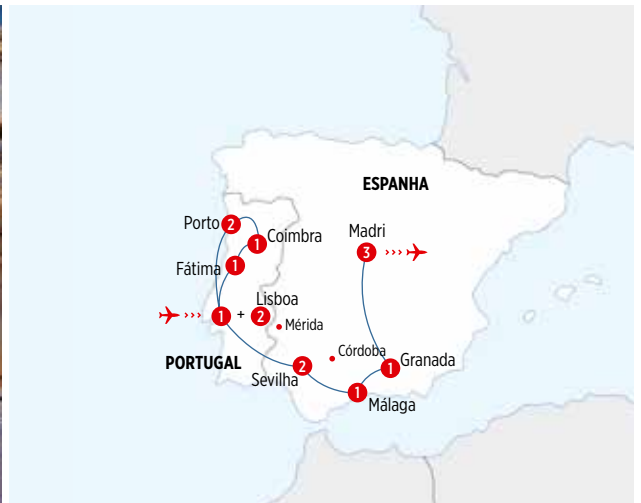 ESPANHA
Porto 2
Coimbra 1
Madri
3
Fátima 1
Lisboa
1 + 2
Mérida
PORTUGAL
Córdoba
Sevilha 2
Granada 1
Málaga 1